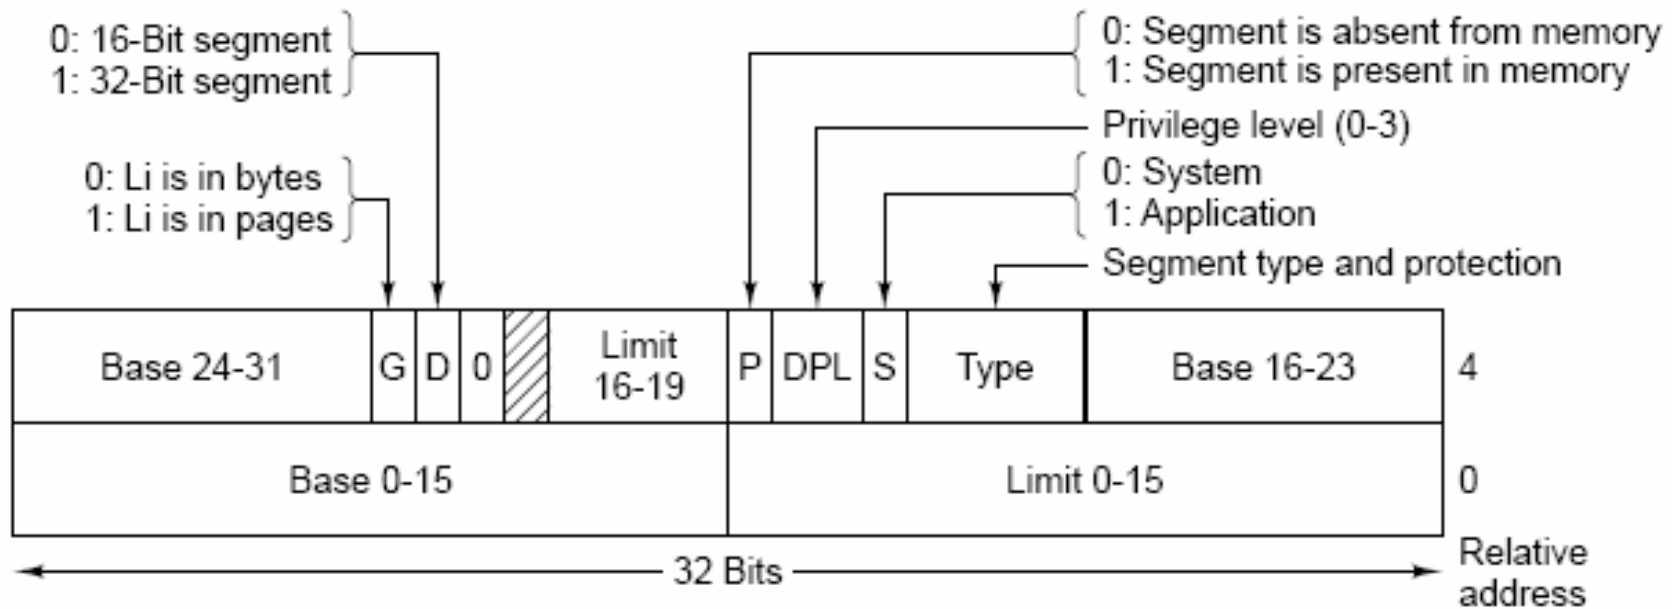 0: 16-Bit segment
1: 32-Bit segment
0: Li is in bytes
1: Li is in pages
0: Segment is absent from memory
1: Segment is present in memory
Privilege level (0-3)
0: System
1: Application
Segment type and protection
Base 24-31
G
D
0
Limit
16-19
P
DPL
S
Type
Base 16-23
4
Base 0-15
Limit 0-15
0
32 Bits
Relative
address